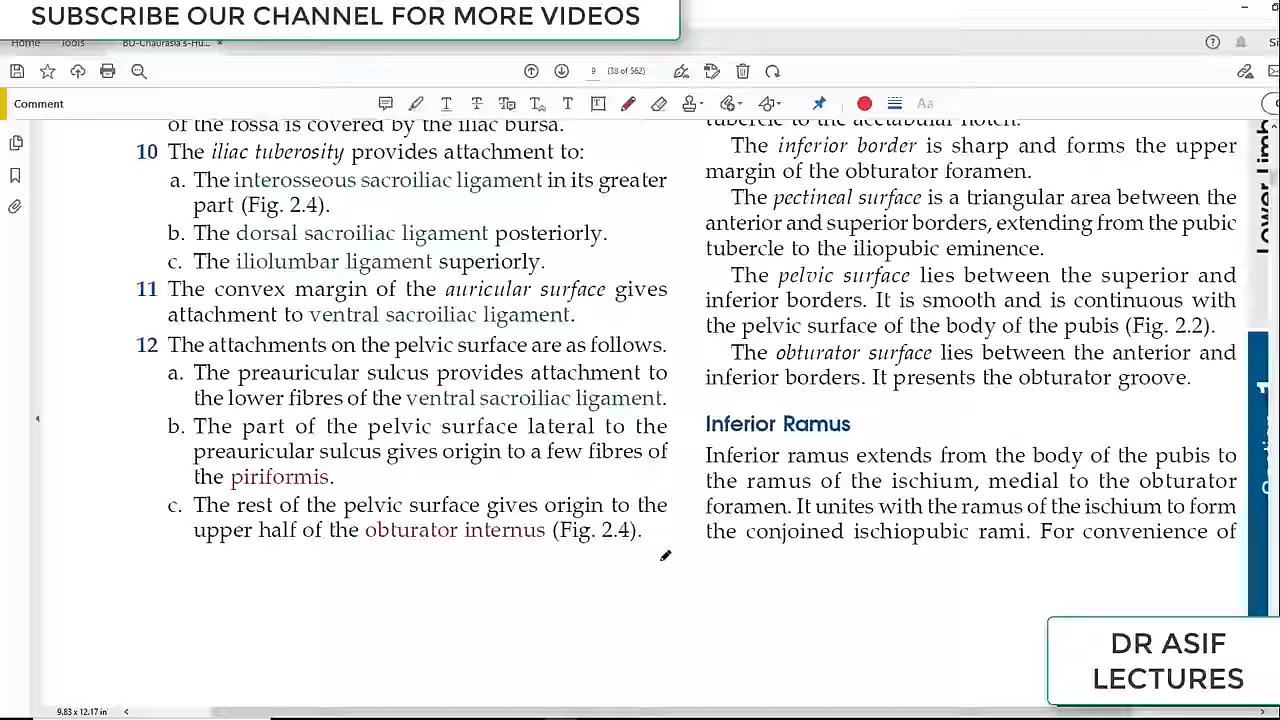 SUBSCRIBE OUR CHANNEL FOR MORE VIDEOS
Home Tools BD-Chaurasia's-Hu... ×
9 (38 of 562)
Comment
Aa
of the fossa is covered by the iliac bursa.
10 The iliac tuberosity provides attachment to:
a. The interosseous sacroiliac ligament in its greater
part (Fig. 2.4).
b. The dorsal sacroiliac ligament posteriorly.
c. The iliolumbar ligament superiorly.
11 The convex margin of the auricular surface gives
attachment to ventral sacroiliac ligament.
12 The attachments on the pelvic surface are as follows.
a. The preauricular sulcus provides attachment to
the lower fibres of the ventral sacroiliac ligament.
b. The part of the pelvic surface lateral to the
preauricular sulcus gives origin to a few fibres of
the piriformis.
c. The rest of the pelvic surface gives origin to the
upper half of the obturator internus (Fig. 2.4).
tubercle to the acetabular notch.
The inferior border is sharp and forms the upper
margin of the obturator foramen.
The pectineal surface is a triangular area between the
anterior and superior borders, extending from the pubic
tubercle to the iliopubic eminence.
The pelvic surface lies between the superior and
inferior borders. It is smooth and is continuous with
the pelvic surface of the body of the pubis (Fig. 2.2).
The obturator surface lies between the anterior and
inferior borders. It presents the obturator groove.
Inferior Ramus
Inferior ramus extends from the body of the pubis to
the ramus of the ischium, medial to the obturator
foramen. It unites with the ramus of the ischium to form
the conjoined ischiopubic rami. For convenience of
Lower limb
DR ASIF
LECTURES
9.83 x 12.17 in